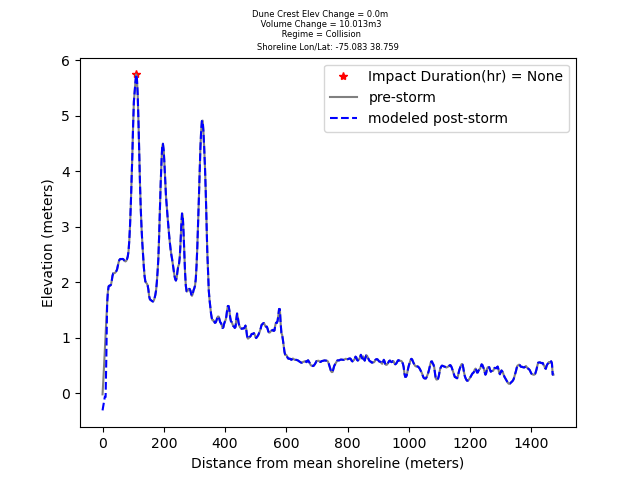 Dune Crest Elev Change = 0.0m
Volume Change = 10.013m3
Regime = Collision
Shoreline Lon/Lat: -75.083 38.759
Impact Duration(hr) = None
pre-storm
modeled post-storm
6
5
4
3
2
1
0
Elevation (meters)
0 200 400 600 800 1000 1200 1400
Distance from mean shoreline (meters)